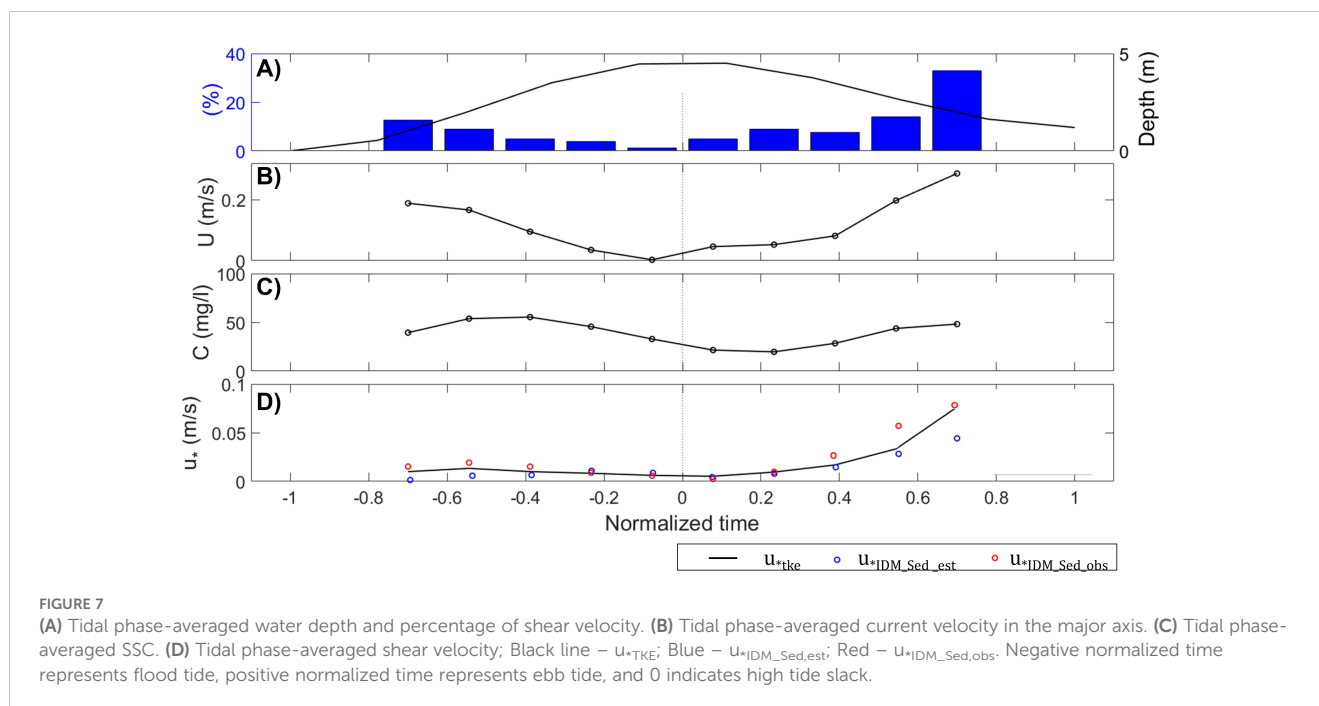 A)
40
20
0
(%)
5
0
Depth (m)
B)
0.2
0
U (m/s)
C)
100
50
0
C (mg/l)
D)
0.1
0.05
0
u* (m/s)
-1 -0.8 -0.6 -0.4 -0.2 0 0.2 0.4 0.6 0.8 1
Normalized time
u*tke u*IDM_Sed_est u*IDM_Sed_obs
FIGURE 7
(A) Tidal phase-averaged water depth and percentage of shear velocity. (B) Tidal phase-averaged current velocity in the major axis. (C) Tidal phase-
averaged SSC. (D) Tidal phase-averaged shear velocity; Black line – u*TKE; Blue – u*IDM_Sed,est; Red – u*IDM_Sed,obs. Negative normalized time
represents flood tide, positive normalized time represents ebb tide, and 0 indicates high tide slack.